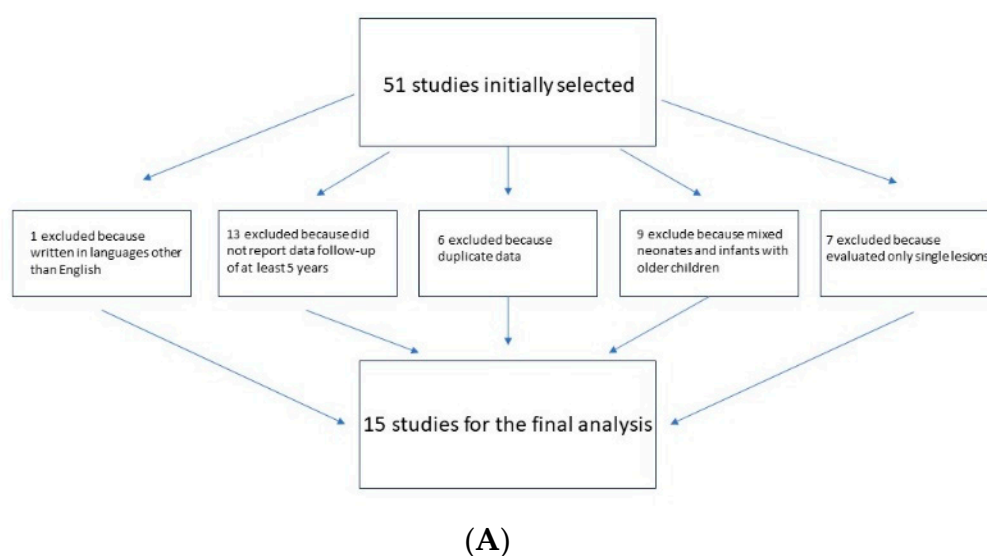 51 studies initially selected
1 excluded because
written in languages other
than English
13 excluded because did
not report data follow-up
of at least 5 years
6 excluded because
duplicate data
9 exclude because mixed
neonates and infants with
older children
7 excluded because
evaluated only single lesions
15 studies for the final analysis
(A)